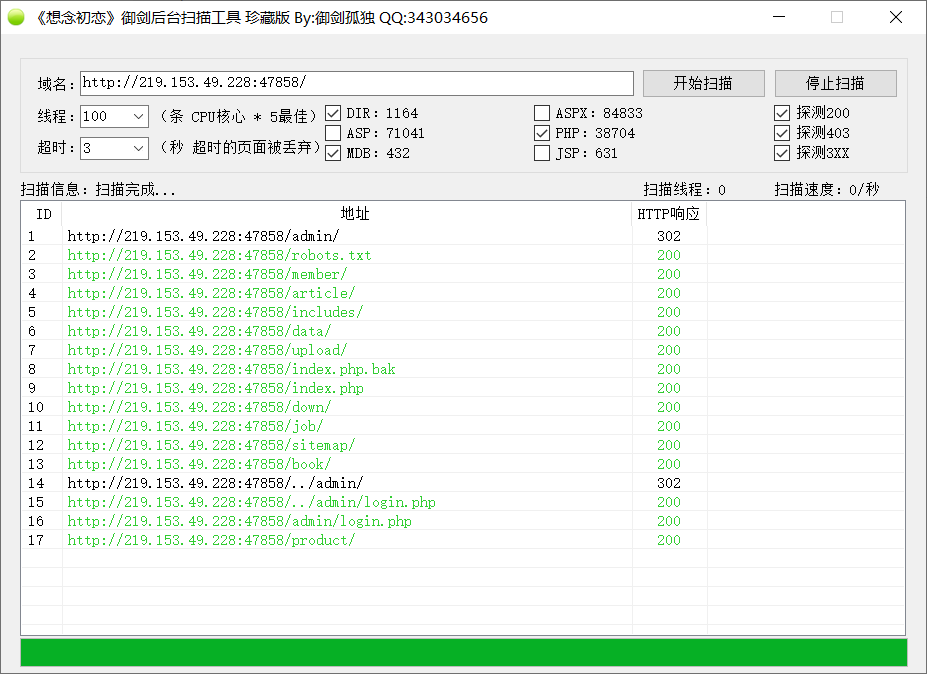 《想念初恋》御剑后台扫描工具 珍藏版 By:御剑孤独 QQ:343034656
域名: http://219.153.49.228:47858/ 开始扫描 停止扫描
线程: 100 (条 CPU核心 * 5最佳) DIR: 1164 ASPX: 84833 探测200
ASP: 71041 PHP: 38704 探测403
超时: 3 (秒 超时的页面被丢弃) MDB: 432 JSP: 631 探测3XX
扫描信息: 扫描完成... 扫描线程: 0 扫描速度: 0/秒
ID 地址 HTTP响应
1 http://219.153.49.228:47858/admin/ 302
2 http://219.153.49.228:47858/robots.txt 200
3 http://219.153.49.228:47858/member/ 200
4 http://219.153.49.228:47858/article/ 200
5 http://219.153.49.228:47858/includes/ 200
6 http://219.153.49.228:47858/data/ 200
7 http://219.153.49.228:47858/upload/ 200
8 http://219.153.49.228:47858/index.php.bak 200
9 http://219.153.49.228:47858/index.php 200
10 http://219.153.49.228:47858/down/ 200
11 http://219.153.49.228:47858/job/ 200
12 http://219.153.49.228:47858/sitemap/ 200
13 http://219.153.49.228:47858/book/ 200
14 http://219.153.49.228:47858/../admin/ 302
15 http://219.153.49.228:47858/../admin/login.php 200
16 http://219.153.49.228:47858/admin/login.php 200
17 http://219.153.49.228:47858/product/ 200